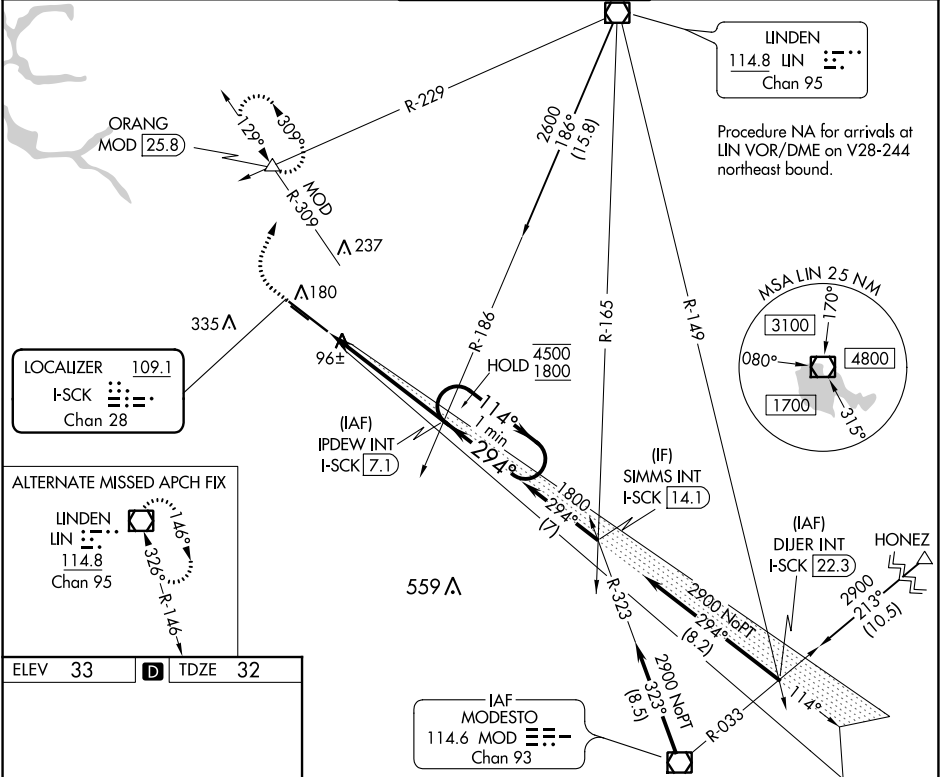 LINDEN
114.8 LIN
Chan 95
Procedure NA for arrivals at
LIN VOR/DME on V28-244
northeast bound.
R-229
2600
186°
(15.8)
ORANG
MOD 25.8
129°
309°
MOD
R-309
237
180
335
96±
R-186
R-165
R-149
MSA LIN 25 NM
3100
170°
080°
4800
1700
315°
LOCALIZER 109.1
I-SCK
Chan 28
HOLD 4500
1800
114°
1 min
294°
(IAF)
IPDEW INT
I-SCK 7.1
1800
294°
(7)
(IF)
SIMMS INT
I-SCK 14.1
(IAF)
DIJER INT
I-SCK 22.3
HONEZ
2900
213°
(10.5)
ALTERNATE MISSED APCH FIX
LINDEN
LIN
114.8
Chan 95
146°
326°
R-146
559
R-323
2900 NoPT
294°
(8.2)
114°
2900 NoPT
323°
(8.5)
R-033
ELEV 33 D TDZE 32
IAF
MODESTO
114.6 MOD
Chan 93